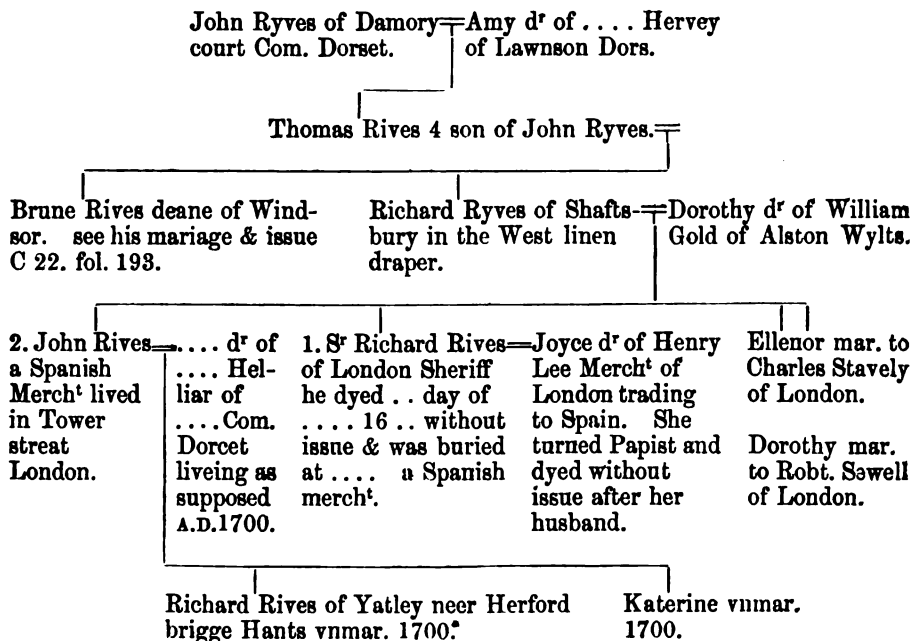 John Ryves of Damory
court Com. Dorset.
Amy dʳ of . . . . Hervey
of Lawnson Dors.
Thomas Rives 4 son of John Ryves.
Brune Rives deane of Wind-
sor. see his mariage & issue
C 22. fol. 193.
Richard Ryves of Shafts-
bury in the West linen
draper.
Dorothy dʳ of William
Gold of Alston Wylts.
2. John Rives
a Spanish
Merchᵗ lived
in Tower
streat
London.
. . . . dʳ of
. . . . Hel-
liar of
. . . . Com.
Dorcet
liveing as
supposed
A.D. 1700.
1. Sʳ Richard Rives
of London Sheriff
he dyed . . day of
. . . . 16 . . without
issue & was buried
at . . . . a Spanish
merchᵗ.
Joyce dʳ of Henry
Lee Merchᵗ of
London trading
to Spain. She
turned Papist and
dyed without
issue after her
husband.
Ellenor mar. to
Charles Stavely
of London.
Dorothy mar.
to Robt. Sawell
of London.
Richard Rives of Yatley neer Herford
brigge Hants vnmar. 1700.*
Katerine vnmar.
1700.